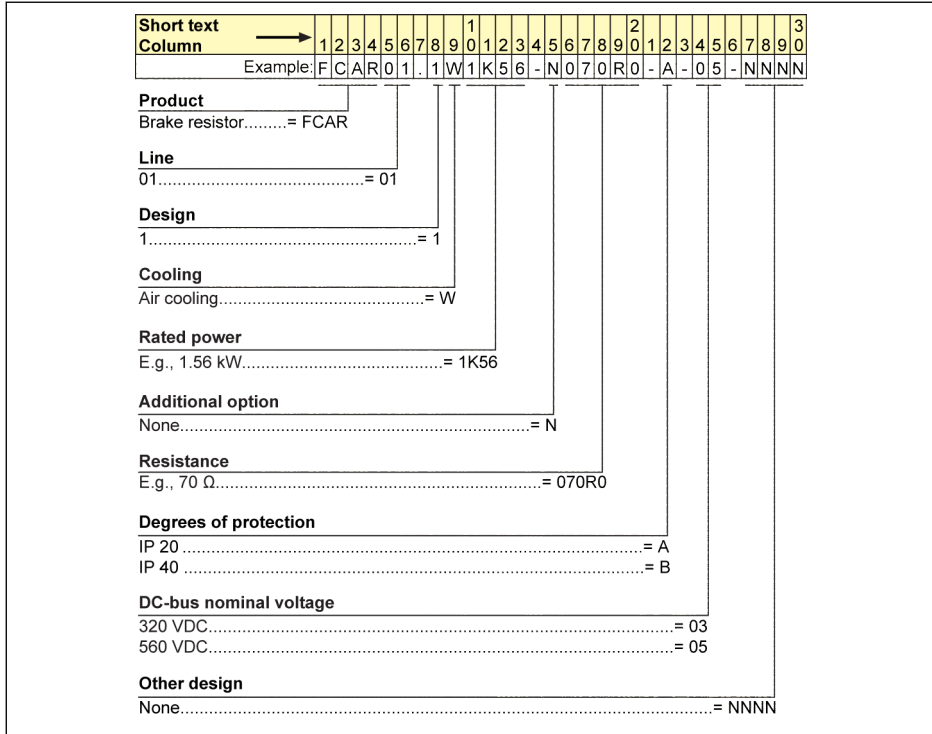 Short text 1 2 3
Column 1 2 3 4 5 6 7 8 9 0 1 2 3 4 5 6 7 8 9 0 1 2 3 4 5 6 7 8 9 0
Example: F C A R 0 1 . 1 W 1 K 5 6 - N 0 7 0 R 0 - A - 0 5 - N N N N
Product
Brake resistor.........= FCAR
Line
01..........................................= 01
Design
1.......................................................= 1
Cooling
Air cooling..........................................= W
Rated power
E.g., 1.56 kW.........................................= 1K56
Additional option
None.......................................................................= N
Resistance
E.g., 70 Ω..................................................................= 070R0
Degrees of protection
IP 20 .............................................................................................= A
IP 40 .............................................................................................= B
DC-bus nominal voltage
320 VDC...............................................................................................= 03
560 VDC...............................................................................................= 05
Other design
None............................................................................................................= NNNN